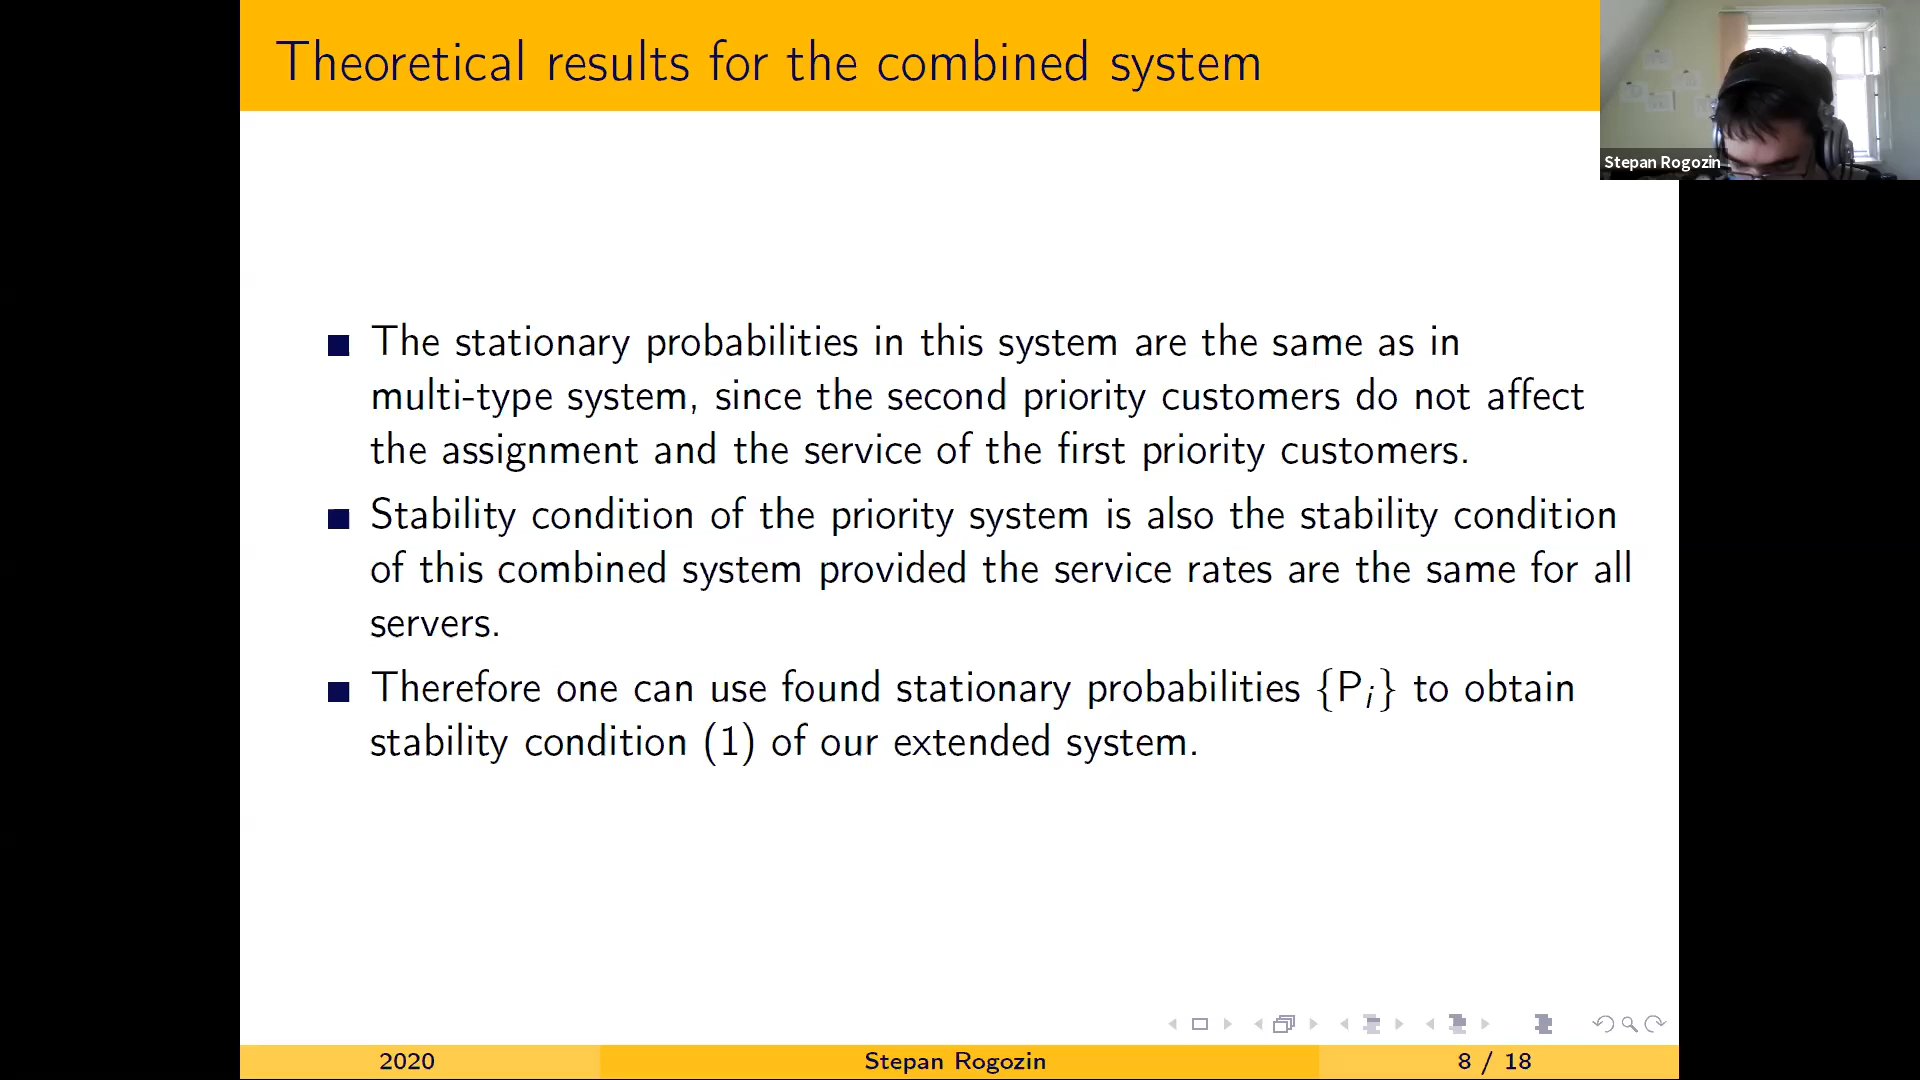 Theoretical results for the combined system
Stepan Rogozin
The stationary probabilities in this system are the same as in
multi-type system, since the second priority customers do not affect
the assignment and the service of the first priority customers.
Stability condition of the priority system is also the stability condition
of this combined system provided the service rates are the same for all
servers.
Therefore one can use found stationary probabilities {P_i} to obtain
stability condition (1) of our extended system.
2020
Stepan Rogozin
8 / 18